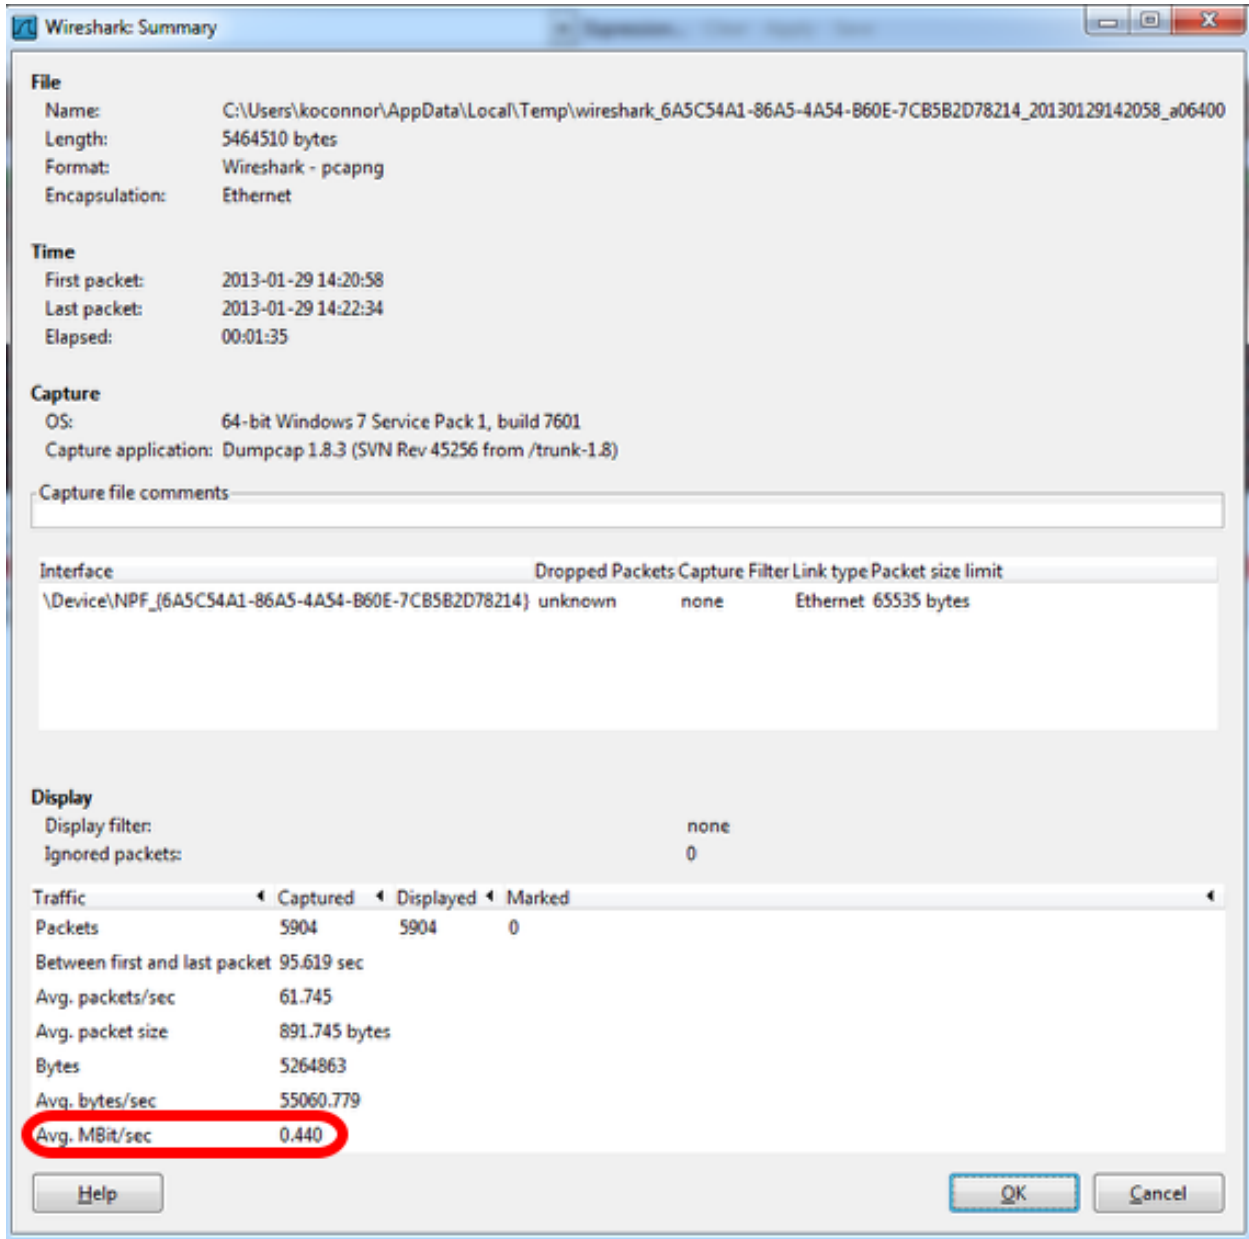 Wireshark: Summary
File
Name: C:\Users\koconnor\AppData\Local\Temp\wireshark_6A5C54A1-86A5-4A54-B60E-7CB5B2D78214_20130129142058_a06400
Length: 5464510 bytes
Format: Wireshark - pcapng
Encapsulation: Ethernet
Time
First packet: 2013-01-29 14:20:58
Last packet: 2013-01-29 14:22:34
Elapsed: 00:01:35
Capture
OS: 64-bit Windows 7 Service Pack 1, build 7601
Capture application: Dumpcap 1.8.3 (SVN Rev 45256 from /trunk-1.8)
Capture file comments
Interface Dropped Packets Capture Filter Link type Packet size limit
\Device\NPF_{6A5C54A1-86A5-4A54-B60E-7CB5B2D78214} unknown none Ethernet 65535 bytes
Display
Display filter: none
Ignored packets: 0
Traffic Captured Displayed Marked
Packets 5904 5904 0
Between first and last packet 95.619 sec
Avg. packets/sec 61.745
Avg. packet size 891.745 bytes
Bytes 5264863
Avg. bytes/sec 55060.779
Avg. MBit/sec 0.440
Help OK Cancel